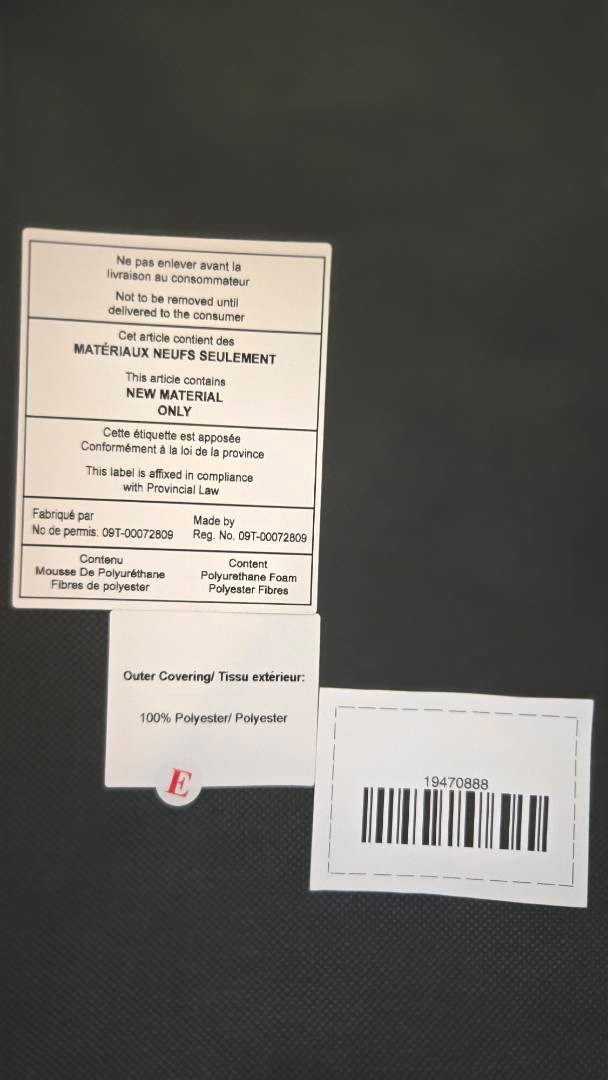 Ne pas enlever avant la
livraison au consommateur
Not to be removed until
delivered to the consumer
Cet article contient des
MATÉRIAUX NEUFS SEULEMENT
This article contains
NEW MATERIAL
ONLY
Cette étiquette est apposée
Conformément à la loi de la province
This label is affixed in compliance
with Provincial Law
Fabriqué par
No de permis. 09T-00072809
Made by
Reg. No. 09T-00072809
Contenu
Mousse De Polyuréthane
Fibres de polyester
Content
Polyurethane Foam
Polyester Fibres
Outer Covering/ Tissu extérieur:
100% Polyester/ Polyester
E
19470888